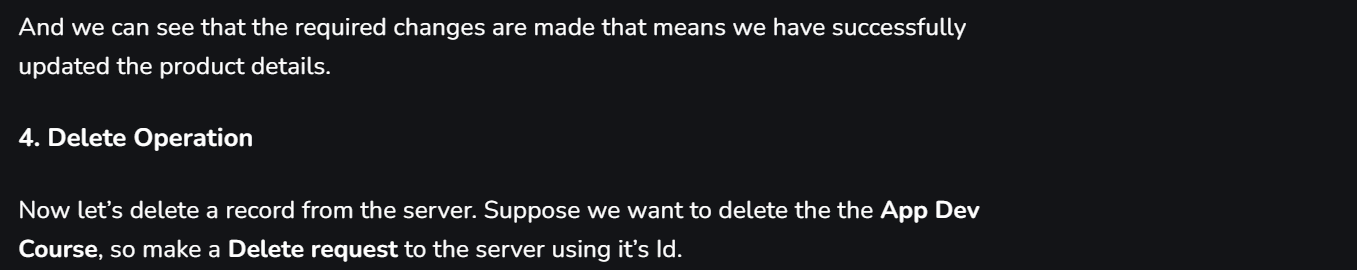 And we can see that the required changes are made that means we have successfully
updated the product details.
4. Delete Operation
Now let’s delete a record from the server. Suppose we want to delete the the App Dev
Course, so make a Delete request to the server using it’s Id.